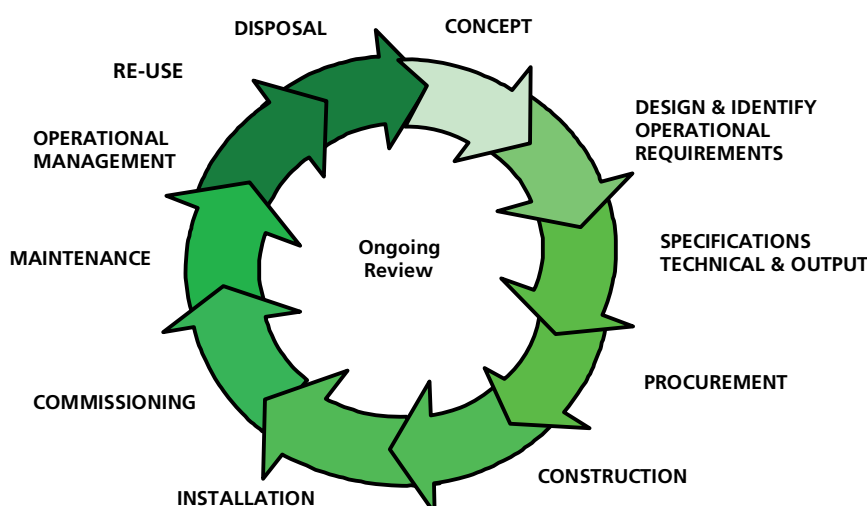 CONCEPT
DESIGN & IDENTIFY
OPERATIONAL
REQUIREMENTS
SPECIFICATIONS
TECHNICAL & OUTPUT
PROCUREMENT
CONSTRUCTION
INSTALLATION
COMMISSIONING
MAINTENANCE
OPERATIONAL
MANAGEMENT
RE-USE
DISPOSAL
Ongoing
Review